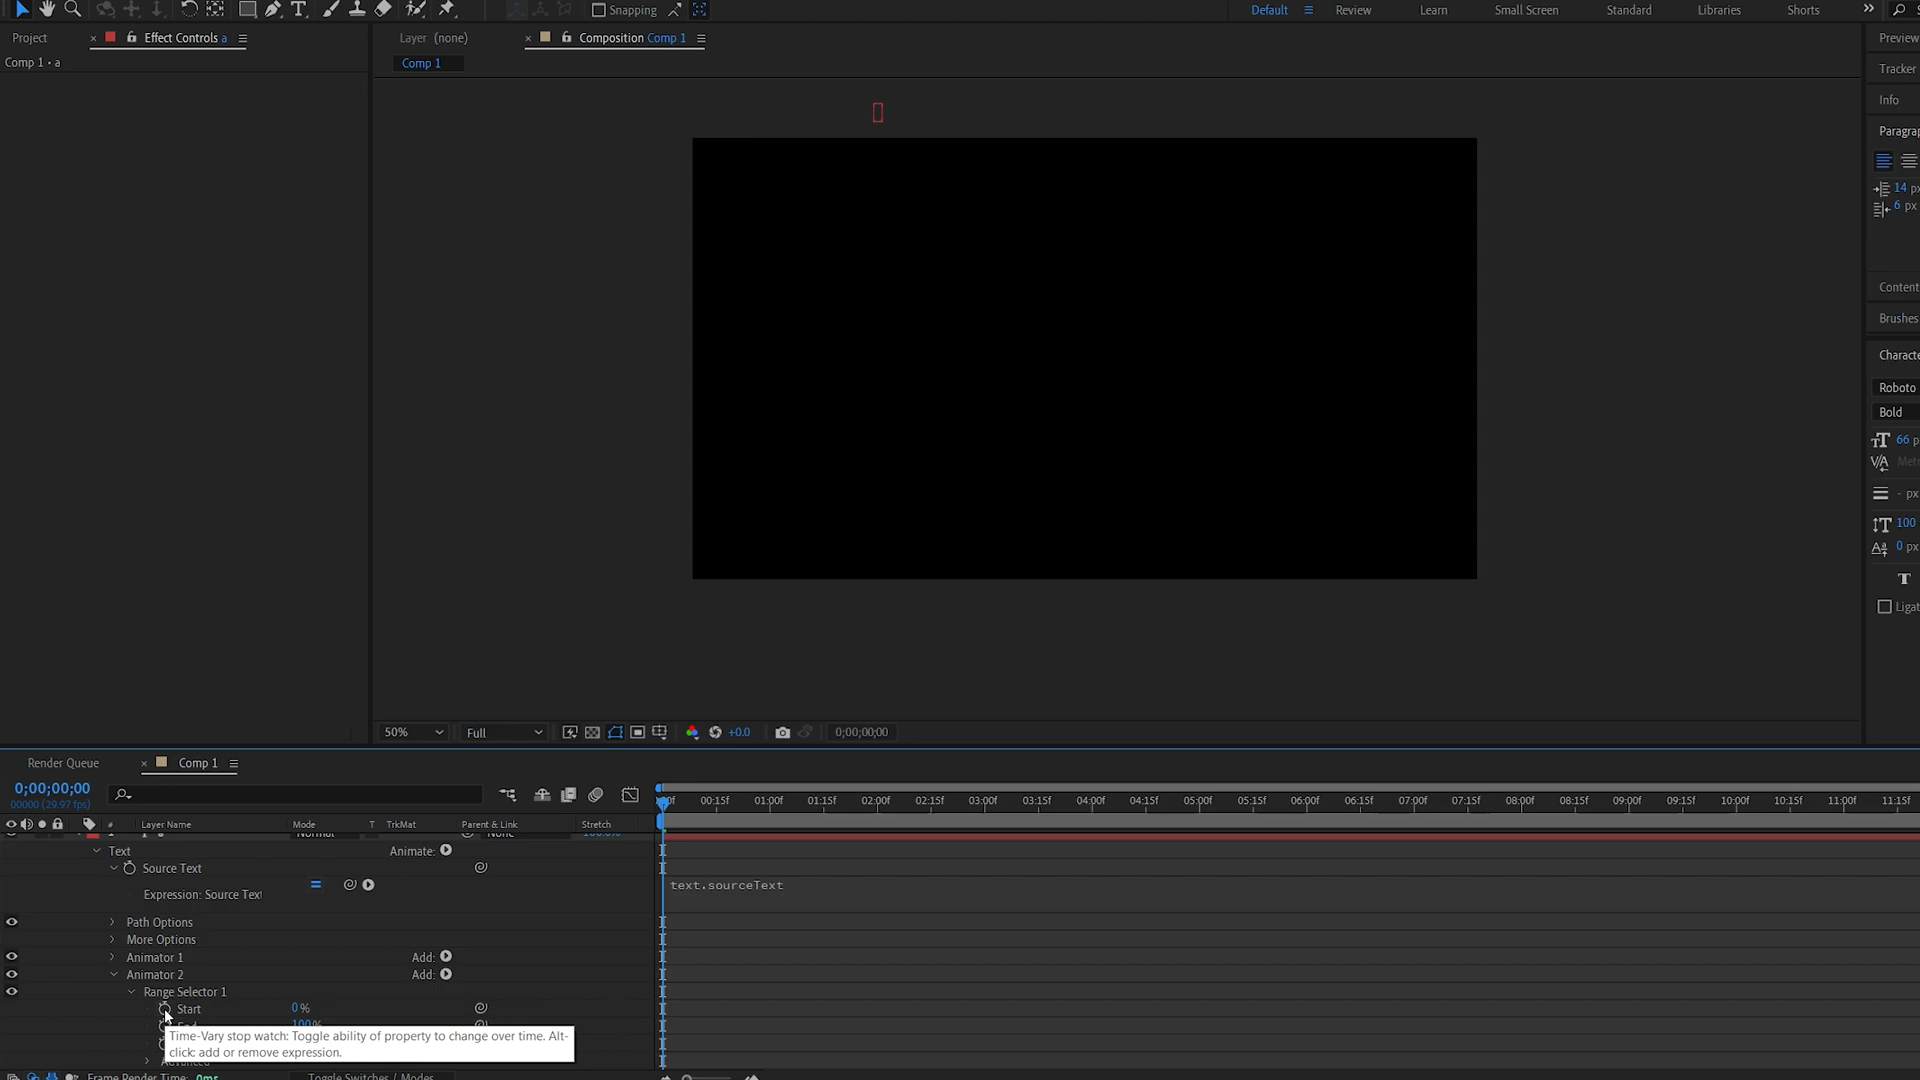 Snapping
Default
Review
Learn
Small Screen
Standard
Libraries
Shorts
Project
Effect Controls a
Layer (none)
Composition Comp 1
Preview
Comp 1 • a
Comp 1
Tracker
Info
Paragrap
14 px
6 px
Content
Brushes
Characte
Roboto
Bold
66 p
Met
- px
100
0 px
Ligat
50%
Full
+0.0
0;00;00;00
Render Queue
Comp 1
0;00;00;00
00000 (29.97 fps)
00:15f 01:00f 01:15f 02:00f 02:15f 03:00f 03:15f 04:00f 04:15f 05:00f 05:15f 06:00f 06:15f 07:00f 07:15f 08:00f 08:15f 09:00f 09:15f 10:00f 10:15f 11:00f 11:15f
# Layer Name Mode T TrkMat Parent & Link Stretch
Text Animate:
Source Text
Expression: Source Text
text.sourceText
Path Options
More Options
Animator 1 Add:
Animator 2 Add:
Range Selector 1
Start 0 %
End 100 %
Time-Vary stop watch: Toggle ability of property to change over time. Alt-
click: add or remove expression.
Advanced
Frame Render Time: 0ms
Toggle Switches / Modes